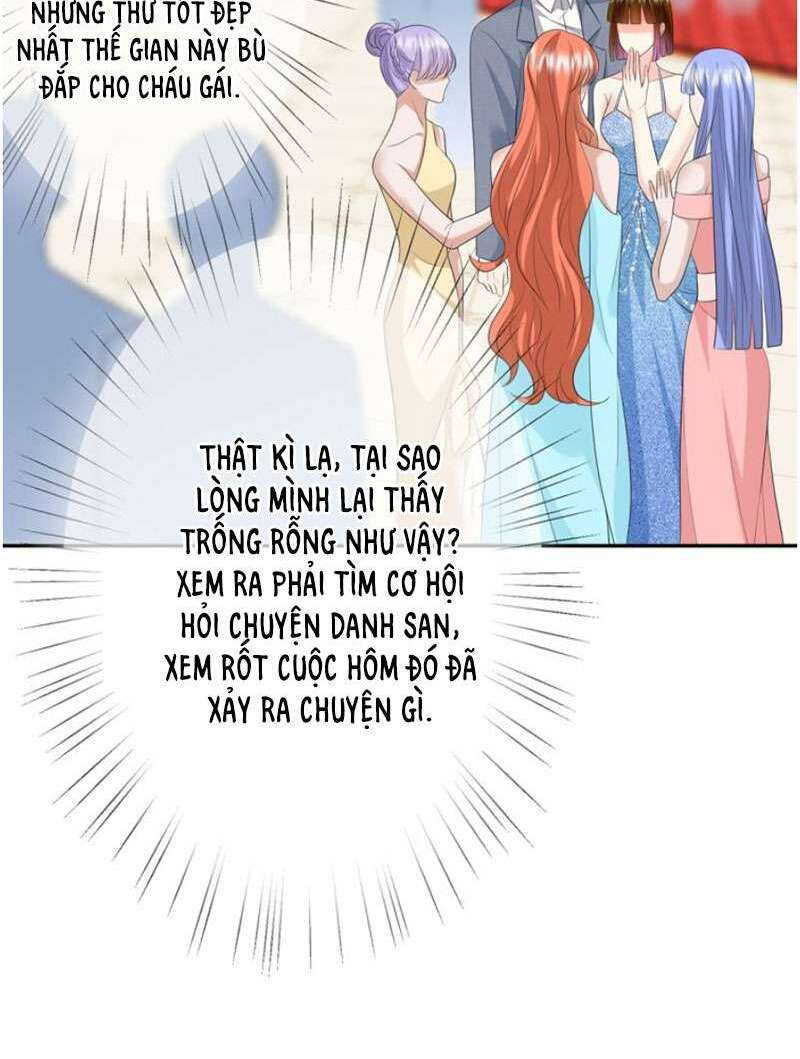 NHỮNG THỨ TỐT ĐẸP
NHẤT THẾ GIAN NÀY BÙ
ĐẮP CHO CHÁU GÁI.
THẬT KÌ LẠ, TẠI SAO
LÒNG MÌNH LẠI THẤY
TRỐNG RỖNG NHƯ VẬY?
XEM RA PHẢI TÌM CƠ HỘI
HỎI CHUYỆN DANH SAN,
XEM RỐT CUỘC HÔM ĐÓ ĐÃ
XẢY RA CHUYỆN GÌ.